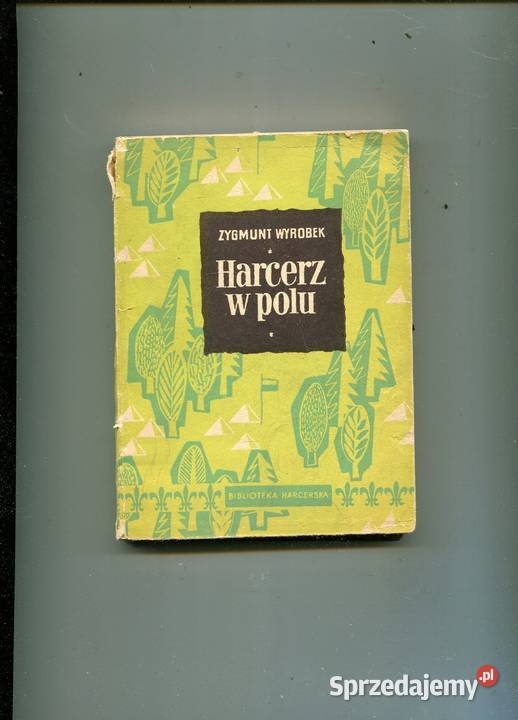 ZYGMUNT WYROBEK
Harcerz
w polu
BIBLIOTEKA HARCERSKA
Sprzedajemy.pl